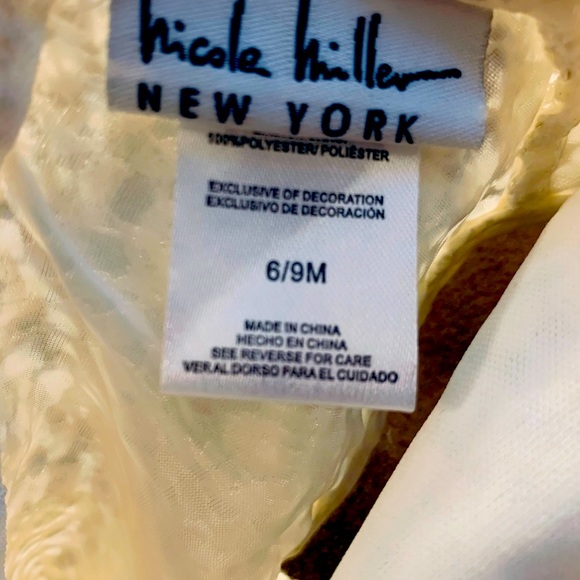 nicole miller
NEW YORK
100%POLYESTER/ POLIÉSTER
EXCLUSIVE OF DECORATION
EXCLUSIVO DE DECORACIÓN
6/9M
MADE IN CHINA
HECHO EN CHINA
SEE REVERSE FOR CARE
VER AL DORSO PARA EL CUIDADO